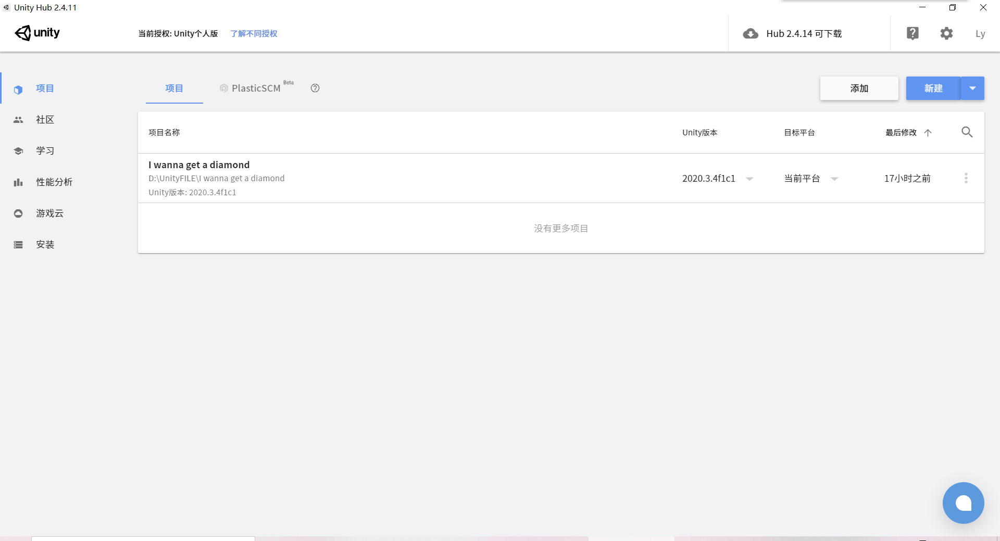 Unity Hub 2.4.11
unity
当前授权: Unity个人版 了解不同授权
Hub 2.4.14 可下载
Ly
项目
社区
学习
性能分析
游戏云
安装
项目
PlasticSCM Beta
添加
新建
项目名称
Unity版本
目标平台
最后修改
I wanna get a diamond
D:\UnityFILE\I wanna get a diamond
Unity版本: 2020.3.4f1c1
2020.3.4f1c1
当前平台
17小时之前
没有更多项目